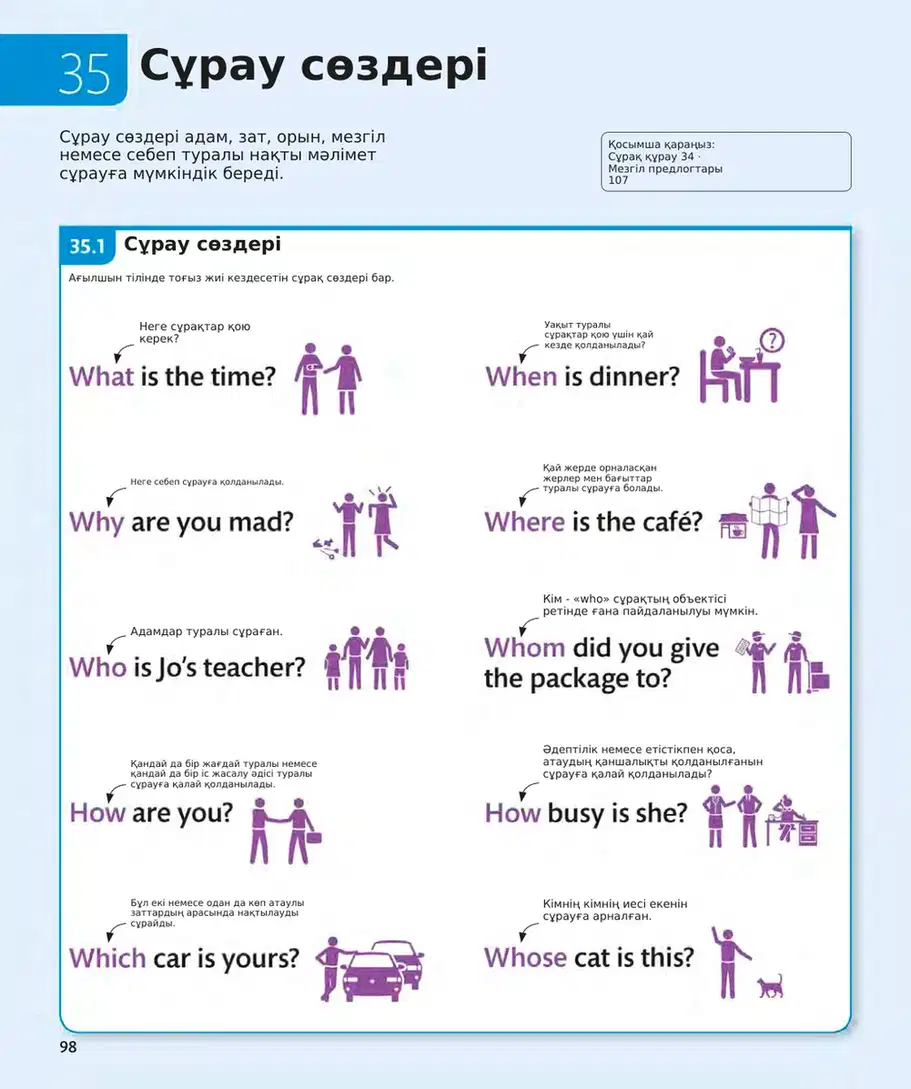 35
Сұрау сөздері
Сұрау сөздері адам, зат, орын, мезгіл
немесе себеп туралы нақты мәлімет
сұрауға мүмкіндік береді.
Қосымша қараңыз:
Сұрақ құрау 34 ·
Мезгіл предлогтары
107
35.1 Сұрау сөздері
Ағылшын тілінде тоғыз жиі кездесетін сұрақ сөздері бар.
Неге сұрақтар қою
керек?
What is the time?
Уақыт туралы
сұрақтар қою үшін қай
кезде қолданылады?
When is dinner?
?
Неге себеп сұрауға қолданылады.
Why are you mad?
Қай жерде орналасқан
жерлер мен бағыттар
туралы сұрауға болады.
Where is the café?
Адамдар туралы сұраған.
Who is Jo’s teacher?
Кім - «who» сұрақтың объектісі
ретінде ғана пайдаланылуы мүмкін.
Whom did you give
the package to?
Қандай да бір жағдай туралы немесе
қандай да бір іс жасалу әдісі туралы
сұрауға қалай қолданылады.
How are you?
Әдептілік немесе етістікпен қоса,
атаудың қаншалықты қолданылғанын
сұрауға қалай қолданылады?
How busy is she?
Бұл екі немесе одан да көп атаулы
заттардың арасында нақтылауды
сұрайды.
Which car is yours?
Кімнің кімнің иесі екенін
сұрауға арналған.
Whose cat is this?
98